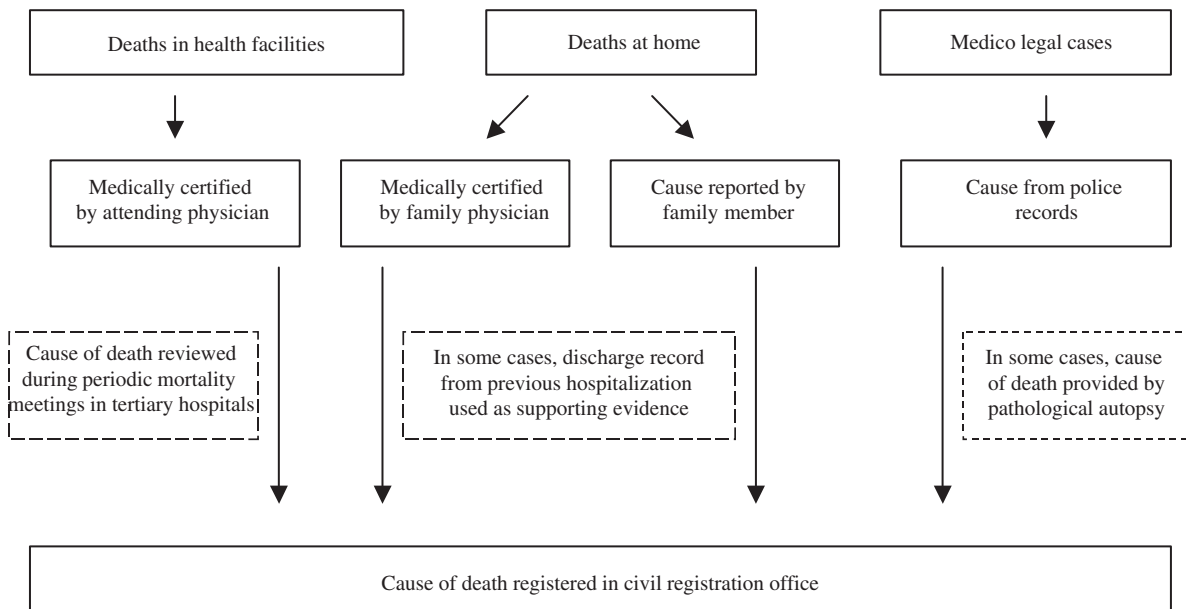 Deaths in health facilities
Deaths at home
Medico legal cases
Medically certified
by attending physician
Medically certified
by family physician
Cause reported by
family member
Cause from police
records
Cause of death reviewed
during periodic mortality
meetings in tertiary hospitals
In some cases, discharge record
from previous hospitalization
used as supporting evidence
In some cases, cause
of death provided by
pathological autopsy
Cause of death registered in civil registration office